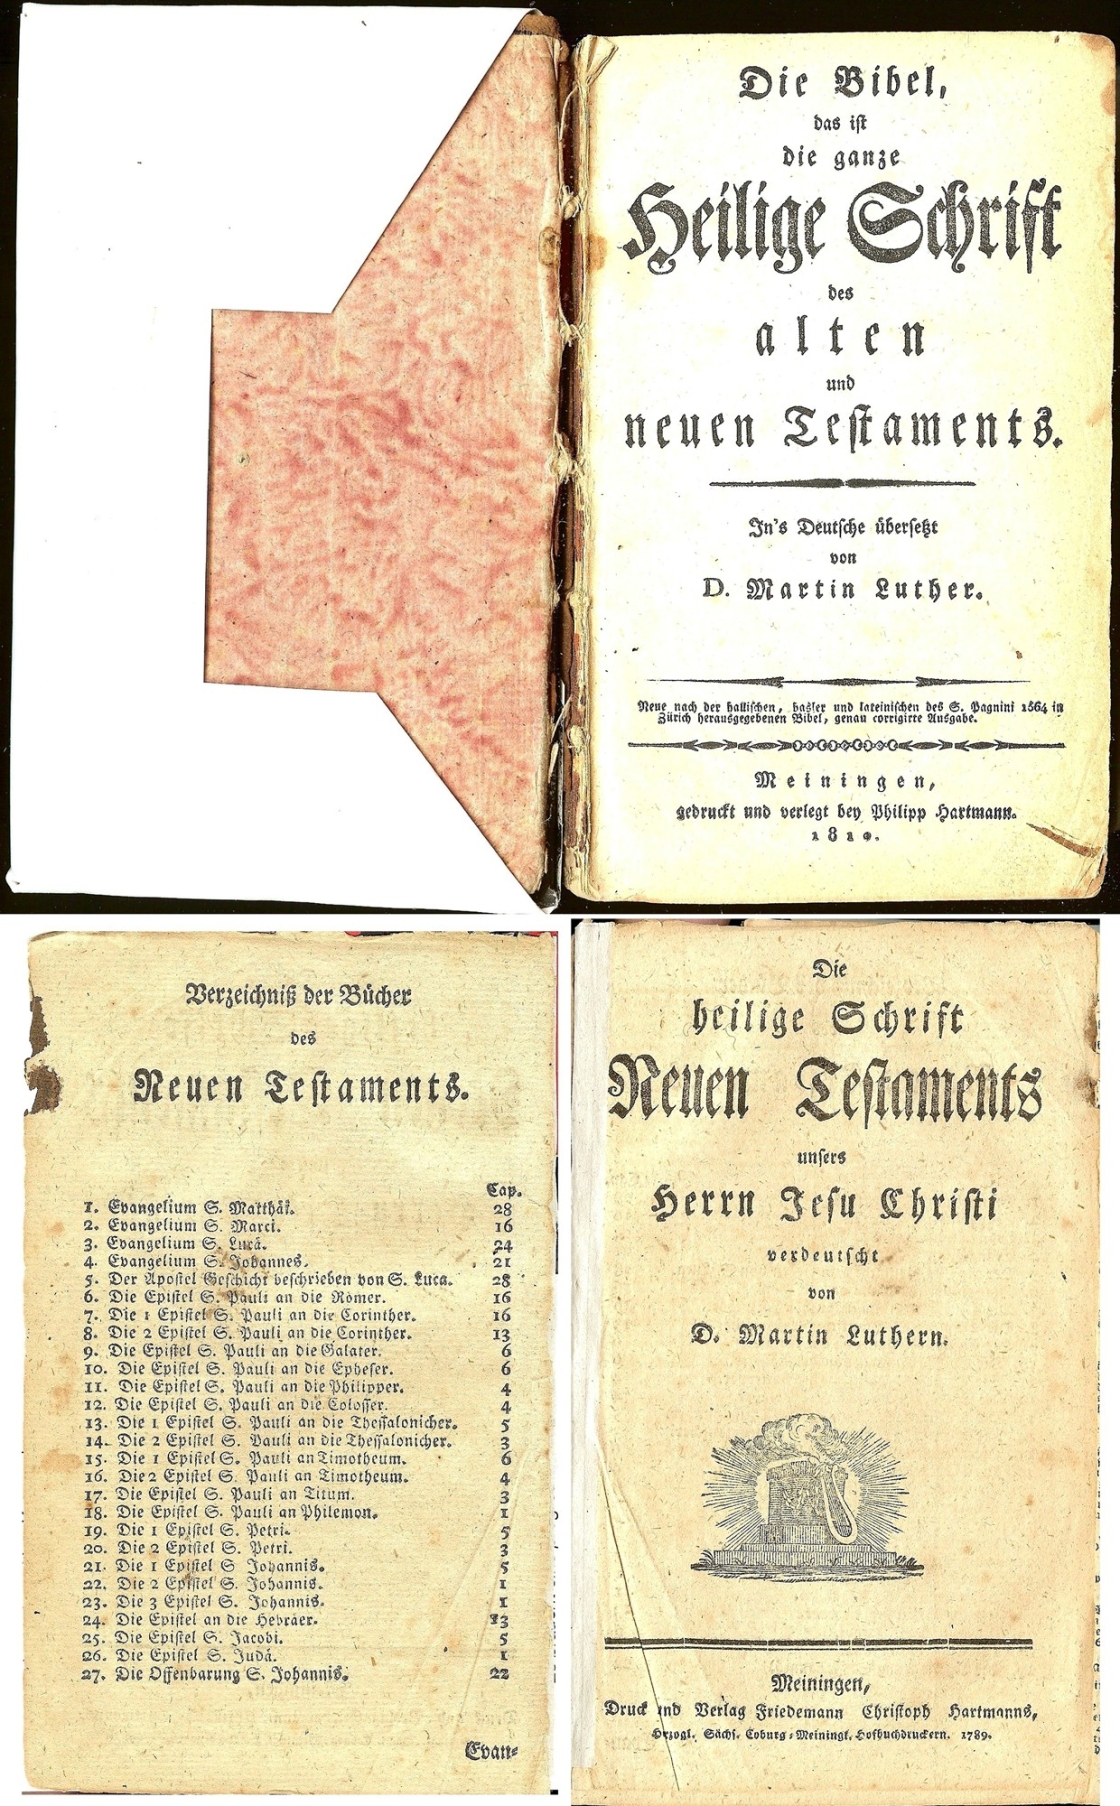 Die Bibel,
das ist
die ganze
Heilige Schrift
des
alten
und
neuen Testaments.
In's Deutsche übersetzt
von
D. Martin Luther.
Neue nach der hallischen, basler und lateinischen des S. Pagnini 1564 in
Zürich herausgegebenen Bibel, genau corrigirte Ausgabe.
Meiningen,
gedruckt und verlegt bey Philipp Hartmann.
1810.
Verzeichniß der Bücher
des
Neuen Testaments.
Cap.
1. Evangelium S. Matthäi. 28
2. Evangelium S. Marci. 16
3. Evangelium S. Lucä. 24
4. Evangelium S. Johannes. 21
5. Der Apostel Geschicht beschrieben von S. Luca. 28
6. Die Epistel S. Pauli an die Römer. 16
7. Die 1 Epistel S. Pauli an die Corinther. 16
8. Die 2 Epistel S. Pauli an die Corinther. 13
9. Die Epistel S. Pauli an die Galater. 6
10. Die Epistel S. Pauli an die Epheser. 6
11. Die Epistel S. Pauli an die Philipper. 4
12. Die Epistel S. Pauli an die Colosser. 4
13. Die 1 Epistel S. Pauli an die Thessalonicher. 5
14. Die 2 Epistel S. Pauli an die Thessalonicher. 3
15. Die 1 Epistel S. Pauli an Timotheum. 6
16. Die 2 Epistel S. Pauli an Timotheum. 4
17. Die Epistel S. Pauli an Titum. 3
18. Die Epistel S. Pauli an Philemon. 1
19. Die 1 Epistel S. Petri. 5
20. Die 2 Epistel S. Petri. 3
21. Die 1 Epistel S Johannis. 5
22. Die 2 Epistel S. Johannis. 1
23. Die 3 Epistel S. Johannis. 1
24. Die Epistel an die Hebräer. 13
25. Die Epistel S. Jacobi. 5
26. Die Epistel S. Judä. 1
27. Die Offenbarung S. Johannis. 22
Evan-
Die
heilige Schrift
Neuen Testaments
unsers
Herrn Jesu Christi
verdeutscht
von
D. Martin Luthern.
Meiningen,
Druck und Verlag Friedemann Christoph Hartmanns,
Herzogl. Sächs. Coburg-Meiningl. Hofbuchdruckern. 1789.